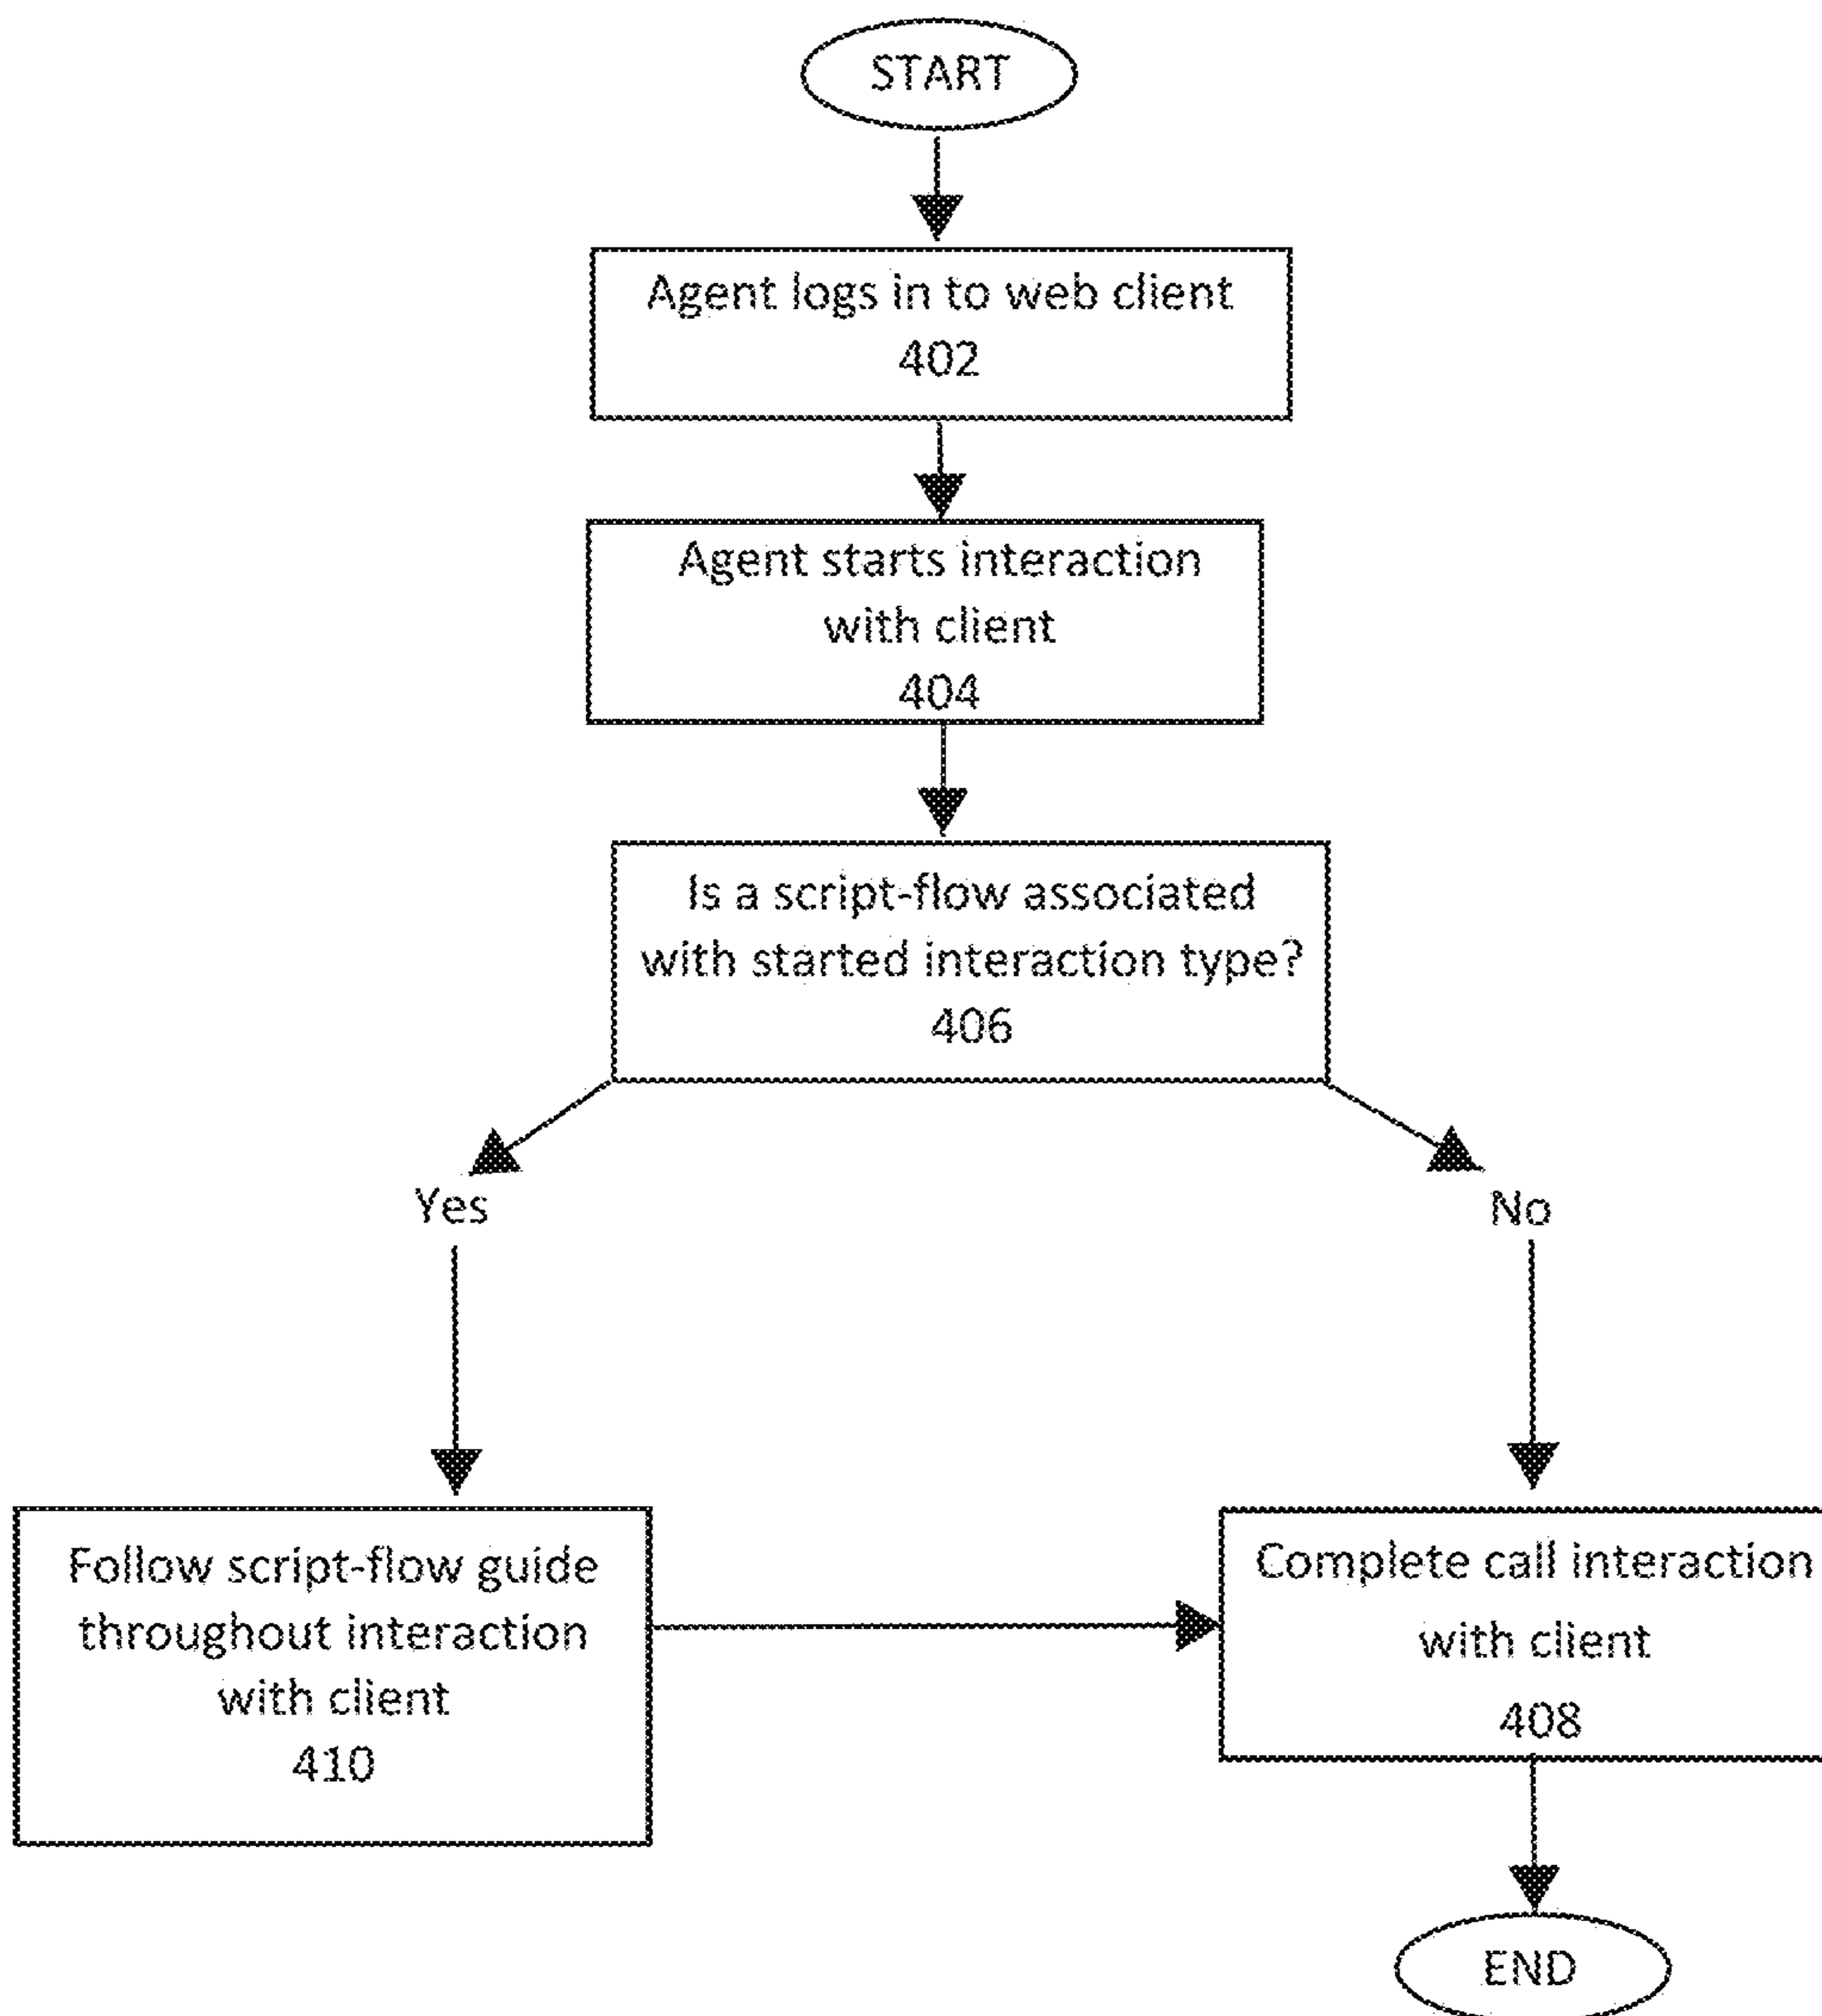 START
Agent logs in to web client
402
Agent starts interaction
with client
404
Is a script-flow associated
with started interaction type?
406
Yes
No
Follow script-flow guide
throughout interaction
with client
410
Complete call interaction
with client
408
END